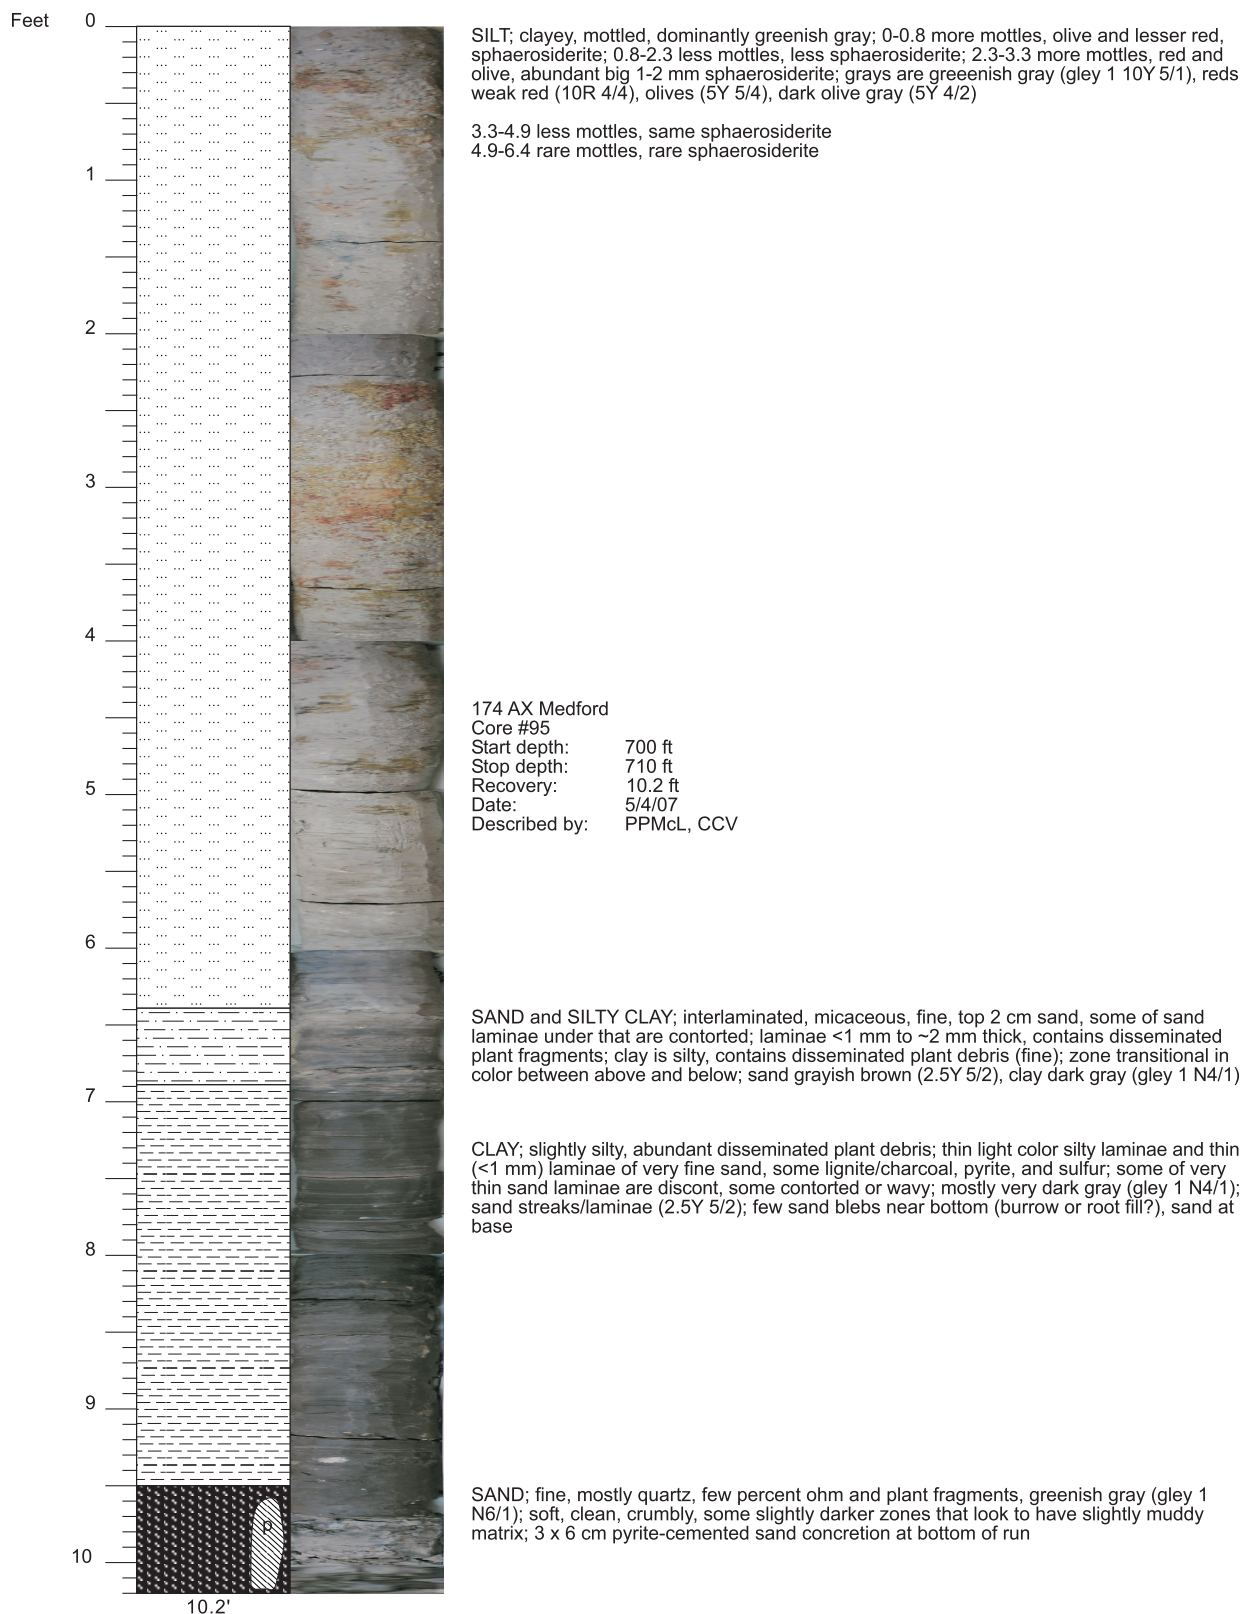 Feet
0
SILT; clayey, mottled, dominantly greenish gray; 0-0.8 more mottles, olive and lesser red,
sphaerosiderite; 0.8-2.3 less mottles, less sphaerosiderite; 2.3-3.3 more mottles, red and
olive, abundant big 1-2 mm sphaerosiderite; grays are greeenish gray (gley 1 10Y 5/1), reds
weak red (10R 4/4), olives (5Y 5/4), dark olive gray (5Y 4/2)
3.3-4.9 less mottles, same sphaerosiderite
4.9-6.4 rare mottles, rare sphaerosiderite
1
2
3
4
174 AX Medford
Core #95
Start depth: 700 ft
Stop depth: 710 ft
Recovery: 10.2 ft
Date: 5/4/07
Described by: PPMcL, CCV
5
6
SAND and SILTY CLAY; interlaminated, micaceous, fine, top 2 cm sand, some of sand
laminae under that are contorted; laminae <1 mm to ~2 mm thick, contains disseminated
plant fragments; clay is silty, contains disseminated plant debris (fine); zone transitional in
color between above and below; sand grayish brown (2.5Y 5/2), clay dark gray (gley 1 N4/1)
7
CLAY; slightly silty, abundant disseminated plant debris; thin light color silty laminae and thin
(<1 mm) laminae of very fine sand, some lignite/charcoal, pyrite, and sulfur; some of very
thin sand laminae are discont, some contorted or wavy; mostly very dark gray (gley 1 N4/1);
sand streaks/laminae (2.5Y 5/2); few sand blebs near bottom (burrow or root fill?), sand at
base
8
9
SAND; fine, mostly quartz, few percent ohm and plant fragments, greenish gray (gley 1
N6/1); soft, clean, crumbly, some slightly darker zones that look to have slightly muddy
matrix; 3 x 6 cm pyrite-cemented sand concretion at bottom of run
p
10
10.2'